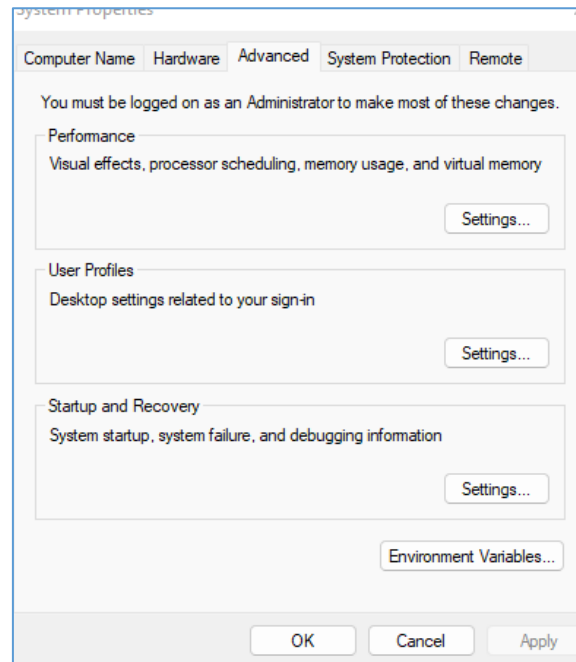 System Properties
Computer Name Hardware Advanced System Protection Remote
You must be logged on as an Administrator to make most of these changes.
Performance
Visual effects, processor scheduling, memory usage, and virtual memory
Settings...
User Profiles
Desktop settings related to your sign-in
Settings...
Startup and Recovery
System startup, system failure, and debugging information
Settings...
Environment Variables...
OK Cancel Apply